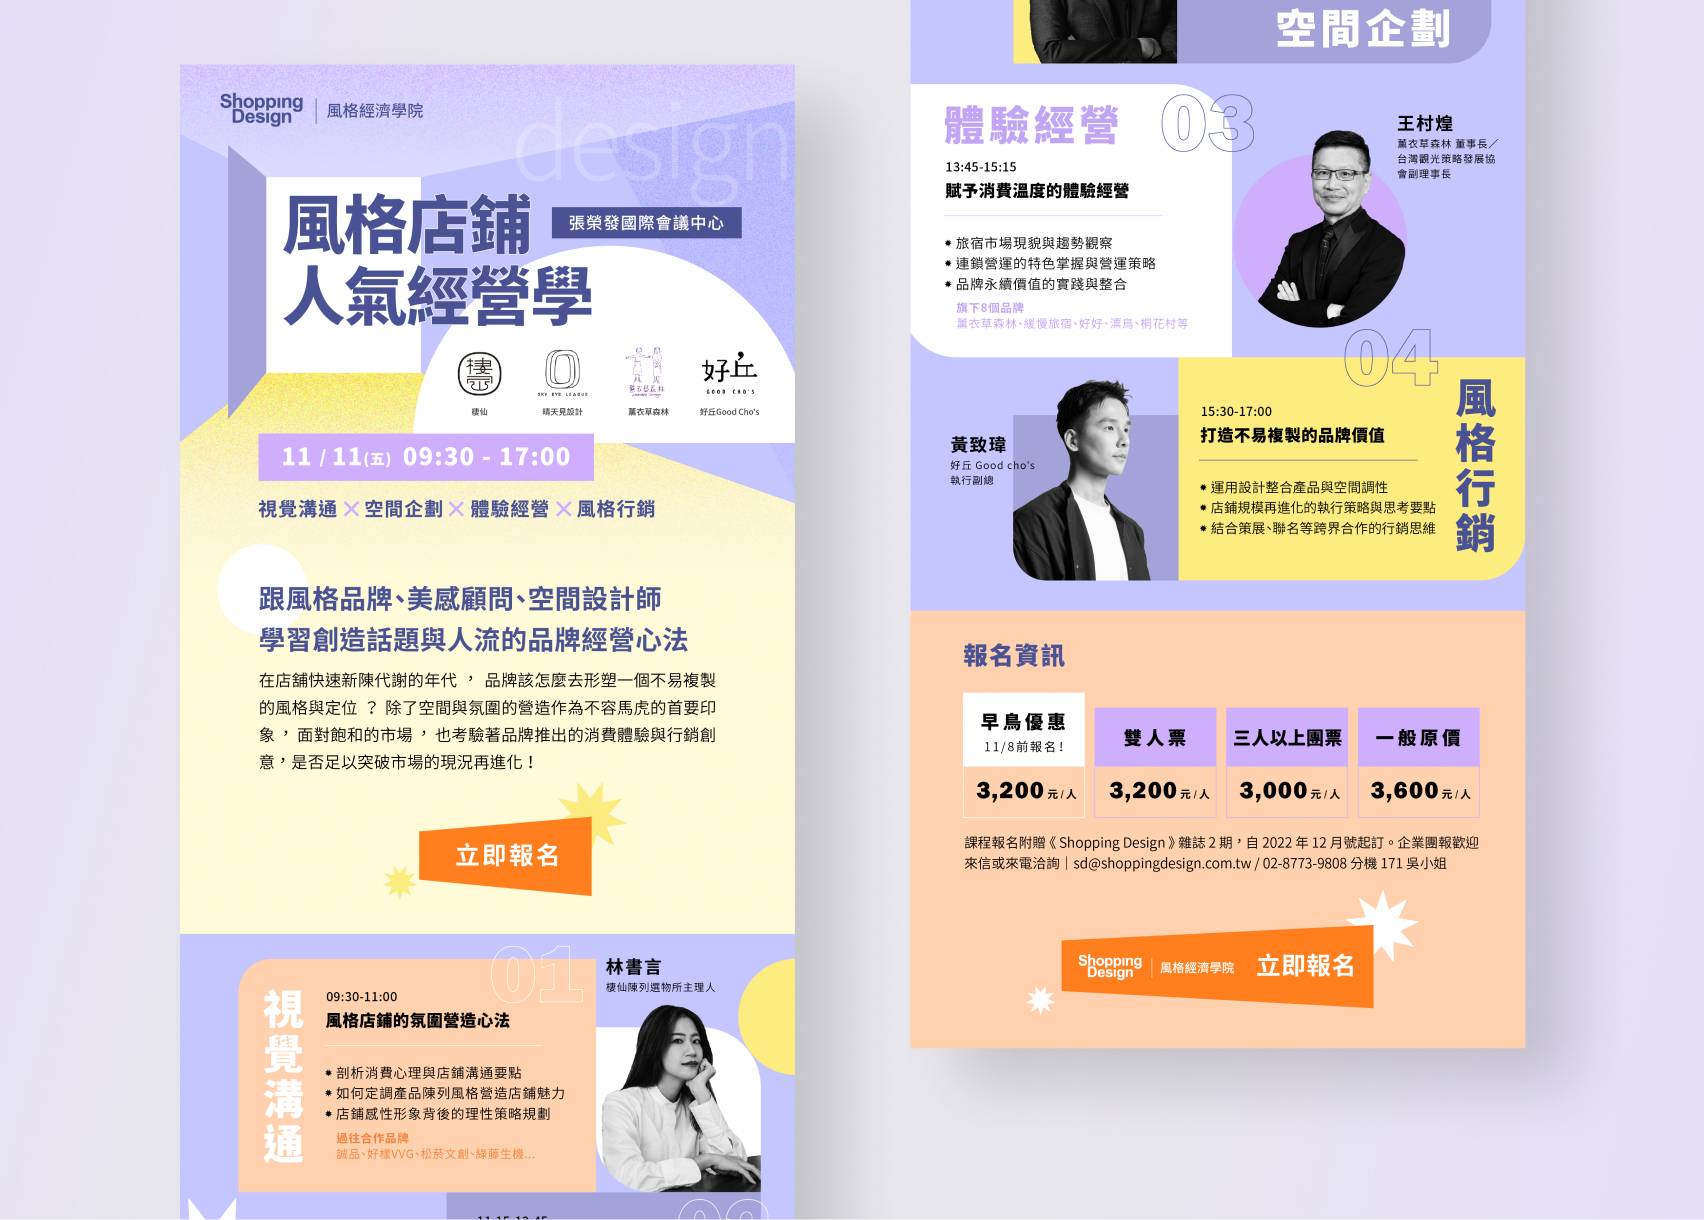 Shopping
Design
風格經濟學院
design
風格店鋪
張榮發國際會議中心
人氣經營學
SKY EYE LEAGUE
薰衣草森林
好丘
GOOD CHO'S
棲仙
晴天見設計
薰衣草森林
好丘Good Cho's
11 / 11(五) 09:30 - 17:00
視覺溝通 × 空間企劃 × 體驗經營 × 風格行銷
跟風格品牌、美感顧問、空間設計師
學習創造話題與人流的品牌經營心法
在店舖快速新陳代謝的年代 ， 品牌該怎麼去形塑一個不易複製
的風格與定位 ？ 除了空間與氛圍的營造作為不容馬虎的首要印
象 ， 面對飽和的市場 ， 也考驗著品牌推出的消費體驗與行銷創
意，是否足以突破市場的現況再進化！
立即報名
01
視覺溝通
09:30-11:00
風格店鋪的氛圍營造心法
剖析消費心理與店鋪溝通要點
如何定調產品陳列風格營造店鋪魅力
店鋪感性形象背後的理性策略規劃
過往合作品牌
誠品、好樣VVG、松菸文創、綠藤生機...
林書言
棲仙陳列選物所主理人
空間企劃
體驗經營
03
13:45-15:15
賦予消費溫度的體驗經營
旅宿市場現貌與趨勢觀察
連鎖營運的特色掌握與營運策略
品牌永續價值的實踐與整合
旗下8個品牌
薰衣草森林、緩慢旅宿、好好、漂鳥、桐花村等
王村煌
薰衣草森林 董事長／
台灣觀光策略發展協
會副理事長
04
黃致瑋
好丘 Good cho's
執行副總
15:30-17:00
打造不易複製的品牌價值
運用設計整合產品與空間調性
店鋪規模再進化的執行策略與思考要點
結合策展、聯名等跨界合作的行銷思維
風格行銷
報名資訊
早鳥優惠
11/8前報名！
3,200 元/人
雙人票
3,200 元/人
三人以上團票
3,000 元/人
一般原價
3,600 元/人
課程報名附贈《 Shopping Design 》雜誌 2 期，自 2022 年 12 月號起訂。企業團報歡迎
來信或來電洽詢｜sd@shoppingdesign.com.tw / 02-8773-9808 分機 171 吳小姐
Shopping
Design
風格經濟學院
立即報名